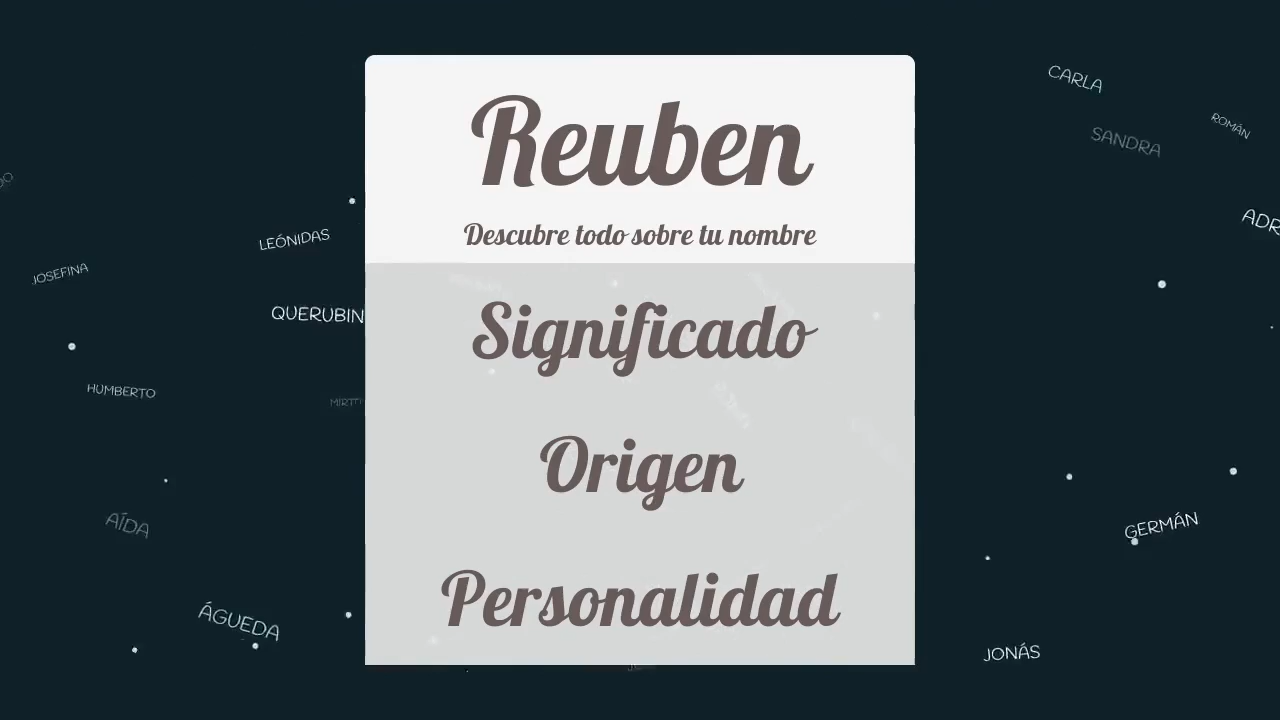 Reuben
Descubre todo sobre tu nombre
Significado
Origen
Personalidad
CARLA
ROMÁN
SANDRA
ADR
LEÓNIDAS
JOSEFINA
QUERUBIN
HUMBERTO
AÍDA
ÁGUEDA
GERMÁN
JONÁS